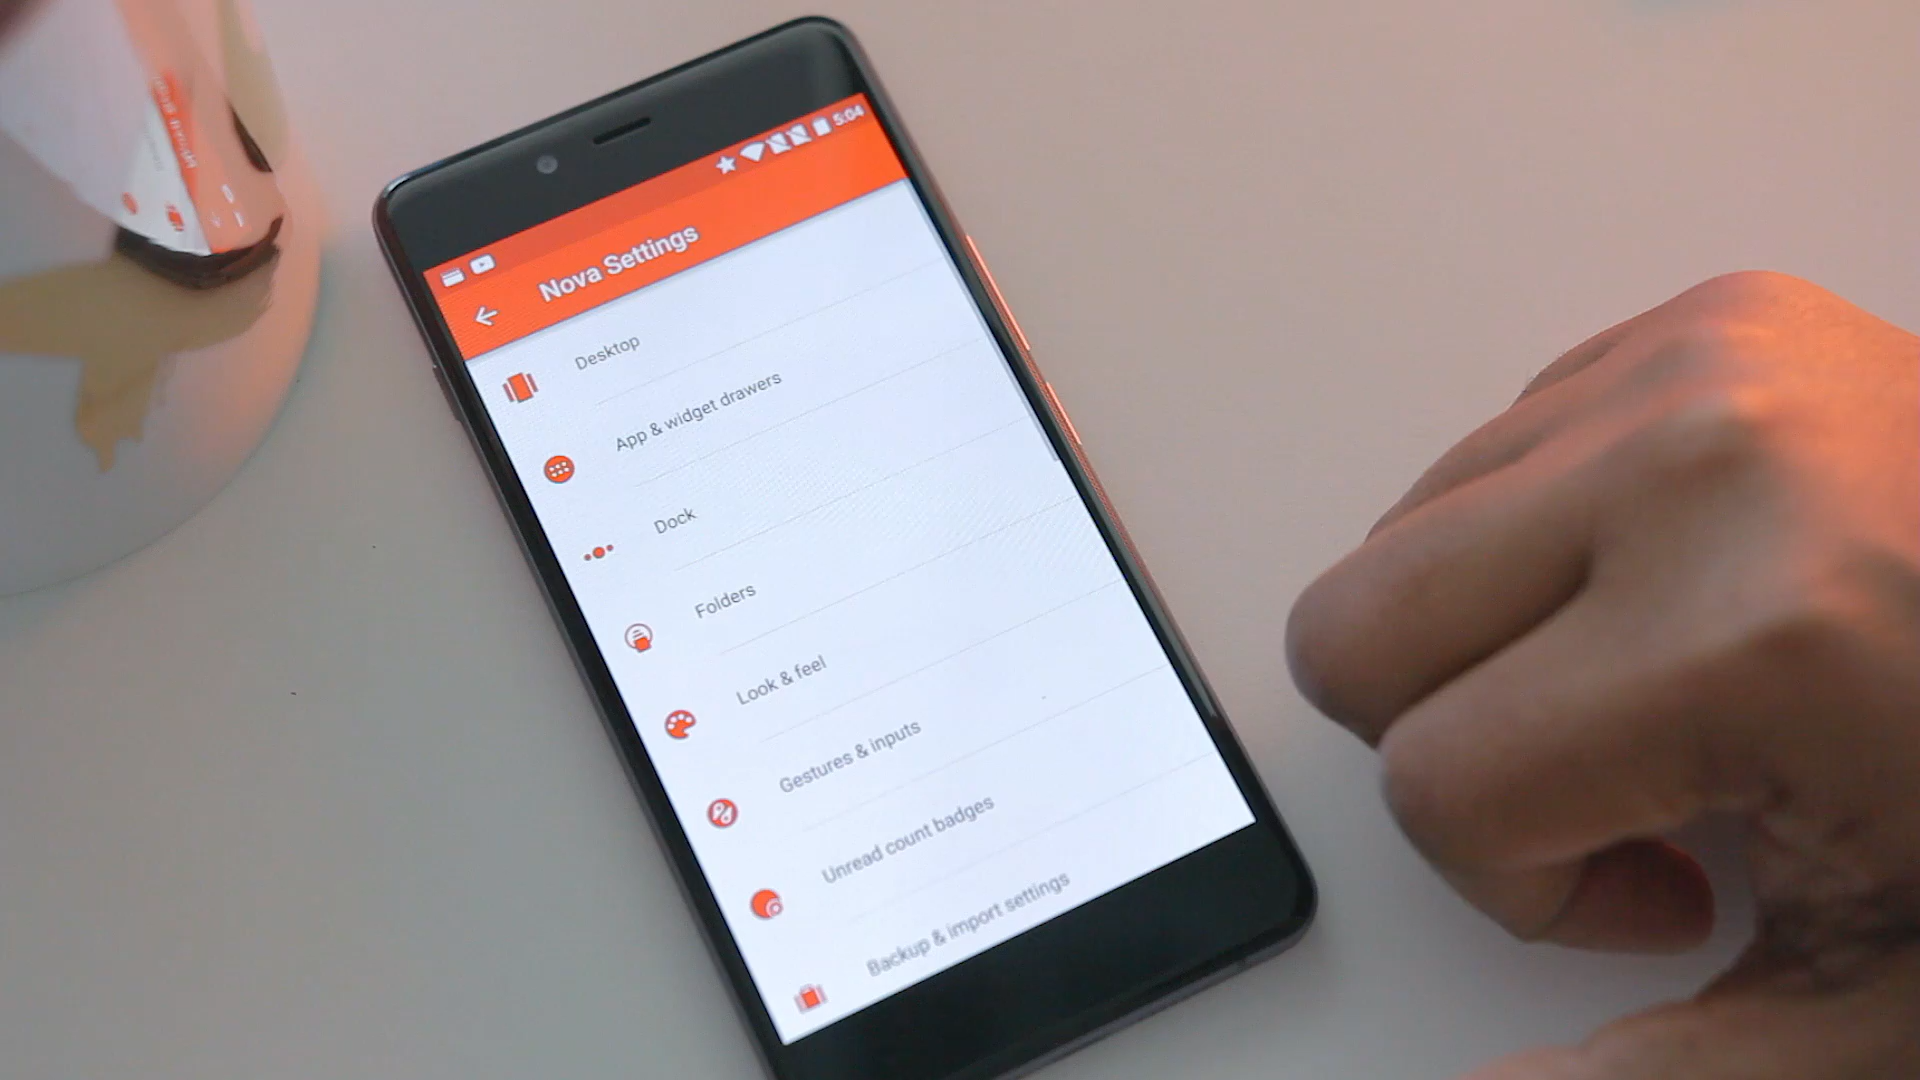 5:04
Nova Settings
Desktop
App & widget drawers
Dock
Folders
Look & feel
Gestures & inputs
Unread count badges
Backup & import settings